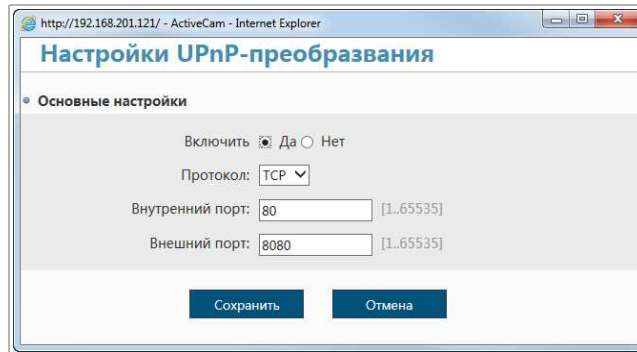 http://192.168.201.121/ - ActiveCam - Internet Explorer
Настройки UPnP-преобразвания
Основные настройки
Включить Да Нет
Протокол: TCP
Внутренний порт: 80 [1..65535]
Внешний порт: 8080 [1..65535]
Сохранить Отмена